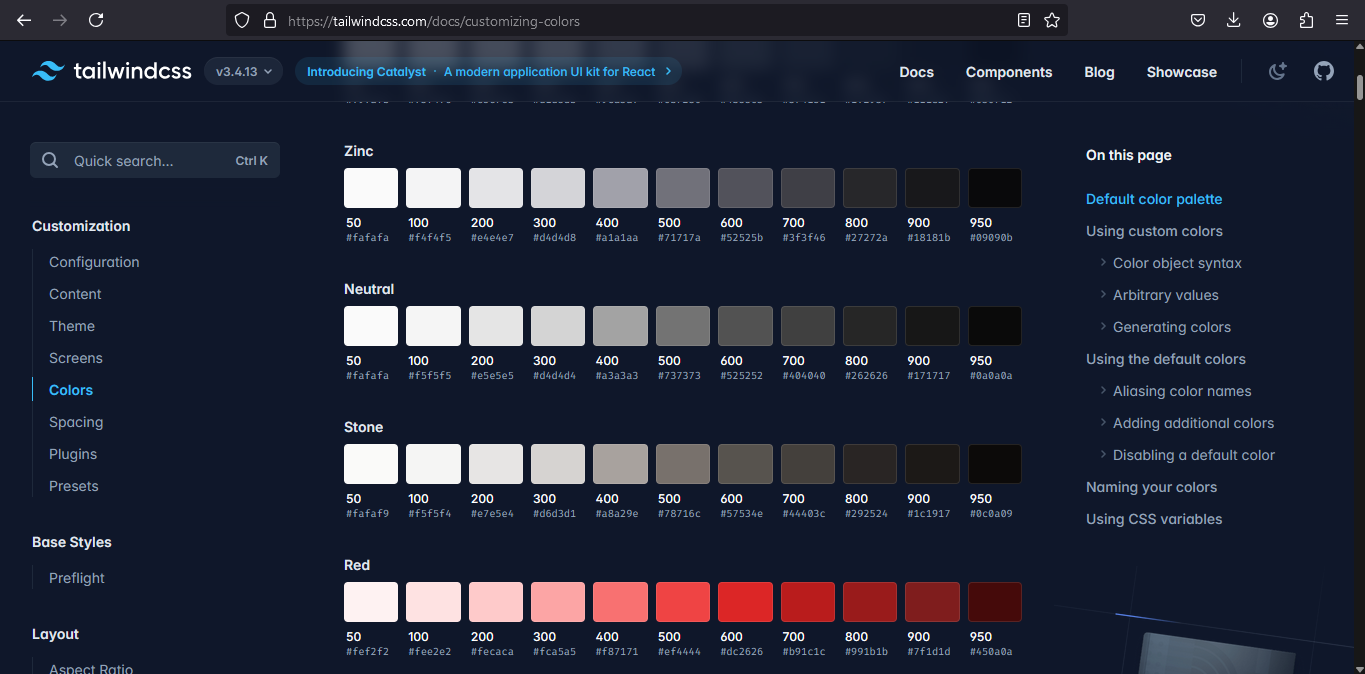 https://tailwindcss.com/docs/customizing-colors
tailwindcss
v3.4.13
Introducing Catalyst · A modern application UI kit for React
Docs
Components
Blog
Showcase
Quick search...
Ctrl K
Customization
Configuration
Content
Theme
Screens
Colors
Spacing
Plugins
Presets
Base Styles
Preflight
Layout
Aspect Ratio
Zinc
50 100 200 300 400 500 600 700 800 900 950
#fafafa #f4f4f5 #e4e4e7 #d4d4d8 #a1a1aa #71717a #52525b #3f3f46 #27272a #18181b #09090b
Neutral
50 100 200 300 400 500 600 700 800 900 950
#fafafa #f5f5f5 #e5e5e5 #d4d4d4 #a3a3a3 #737373 #525252 #404040 #262626 #171717 #0a0a0a
Stone
50 100 200 300 400 500 600 700 800 900 950
#fafaf9 #f5f5f4 #e7e5e4 #d6d3d1 #a8a29e #78716c #57534e #44403c #292524 #1c1917 #0c0a09
Red
50 100 200 300 400 500 600 700 800 900 950
#fef2f2 #fee2e2 #fecaca #fca5a5 #f87171 #ef4444 #dc2626 #b91c1c #991b1b #7f1d1d #450a0a
On this page
Default color palette
Using custom colors
Color object syntax
Arbitrary values
Generating colors
Using the default colors
Aliasing color names
Adding additional colors
Disabling a default color
Naming your colors
Using CSS variables